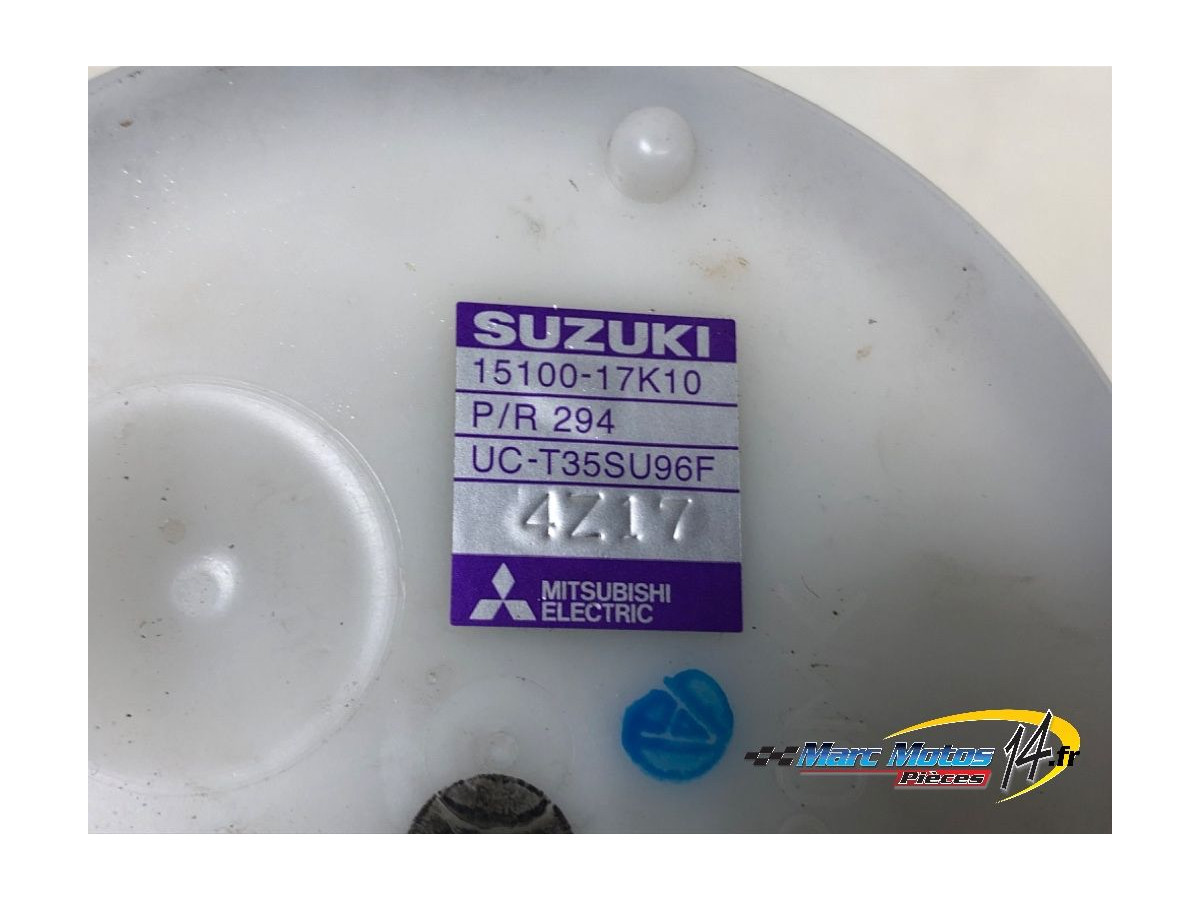 SUZUKI
15100-17K10
P/R 294
UC-T35SU96F
4Z17
MITSUBISHI
ELECTRIC
Marc Motos 14.fr
Pièces